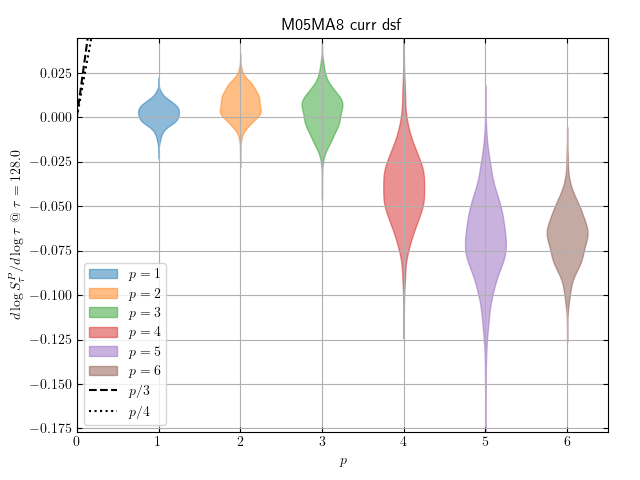 M05MA8 curr dsf
d log S_τ^P / d log τ @ τ = 128.0
0.025
0.000
−0.025
−0.050
−0.075
−0.100
−0.125
−0.150
−0.175
p = 1
p = 2
p = 3
p = 4
p = 5
p = 6
p/3
p/4
0 1 2 3 4 5 6
p